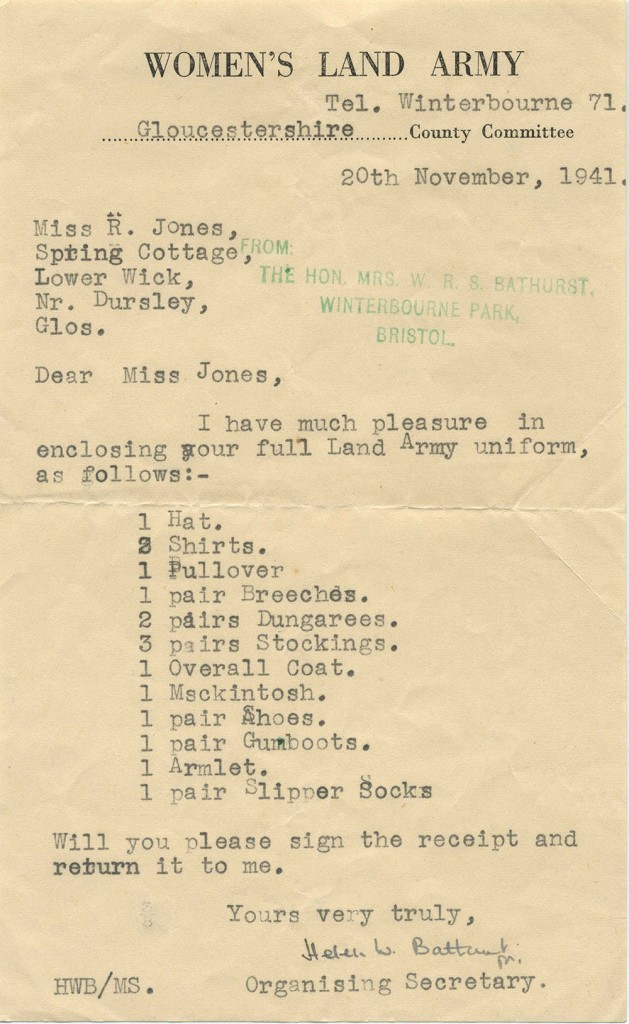 WOMEN'S LAND ARMY
Tel. Winterbourne 71.
Gloucestershire County Committee
20th November, 1941.
Miss R. Jones,
Spring Cottage,
Lower Wick,
Nr. Dursley,
Glos.
FROM:
THE HON. MRS. W. R. S. BATHURST,
WINTERBOURNE PARK,
BRISTOL.
Dear Miss Jones,
I have much pleasure in
enclosing your full Land Army uniform,
as follows:-
1 Hat.
2 Shirts.
1 Pullover
1 pair Breeches.
2 pairs Dungarees.
3 pairs Stockings.
1 Overall Coat.
1 Msckintosh.
1 pair Shoes.
1 pair Gumboots.
1 Armlet.
1 pair Slipper Socks
Will you please sign the receipt and
return it to me.
Yours very truly,
Helen W. Bathurst
HWB/MS. Organising Secretary.